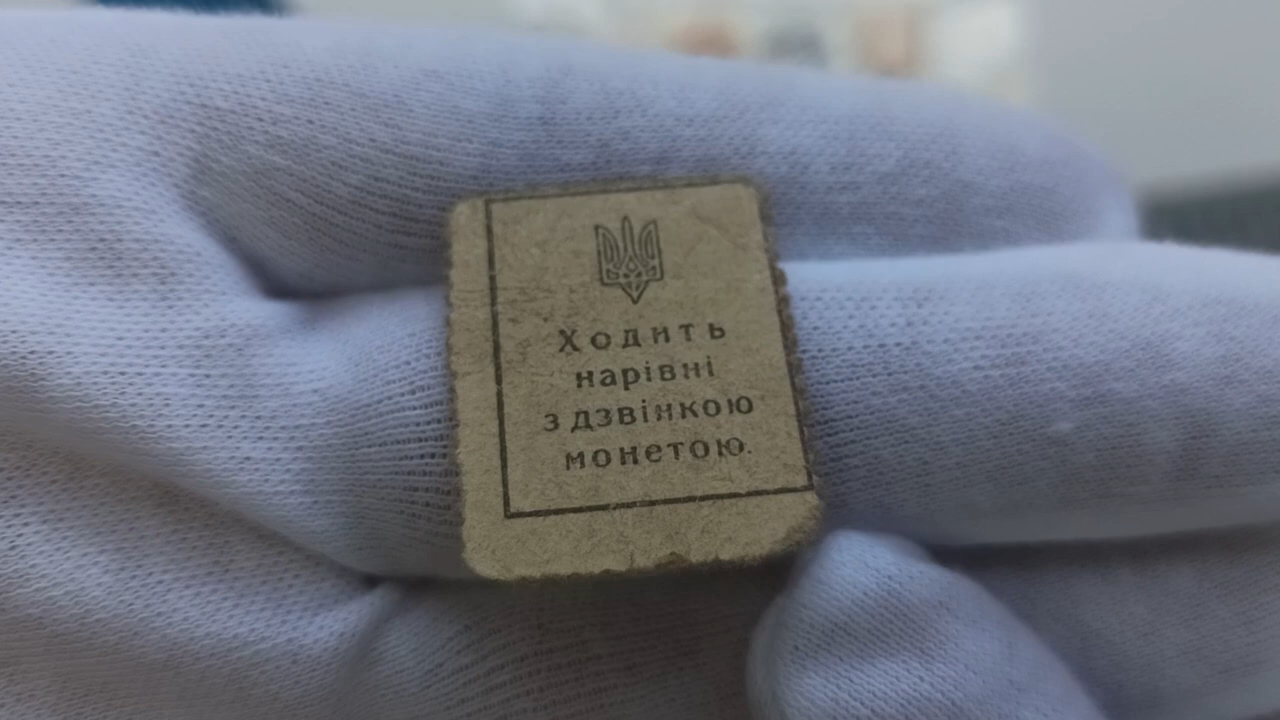 Ходить
нарівні
з дзвінкою
монетою.